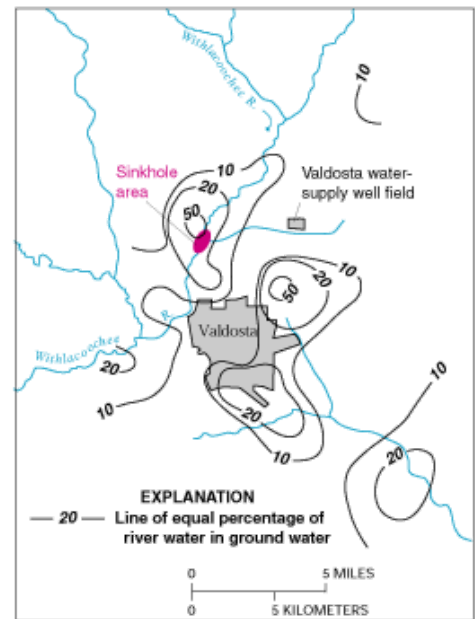 Withlacoochee R.
10
Sinkhole
area
10
20
50
Valdosta water-
supply well field
10
20
50
Valdosta
Withlacoochee R.
20
10
20
10
10
20
EXPLANATION
— 20 — Line of equal percentage of
river water in ground water
0 5 MILES
0 5 KILOMETERS